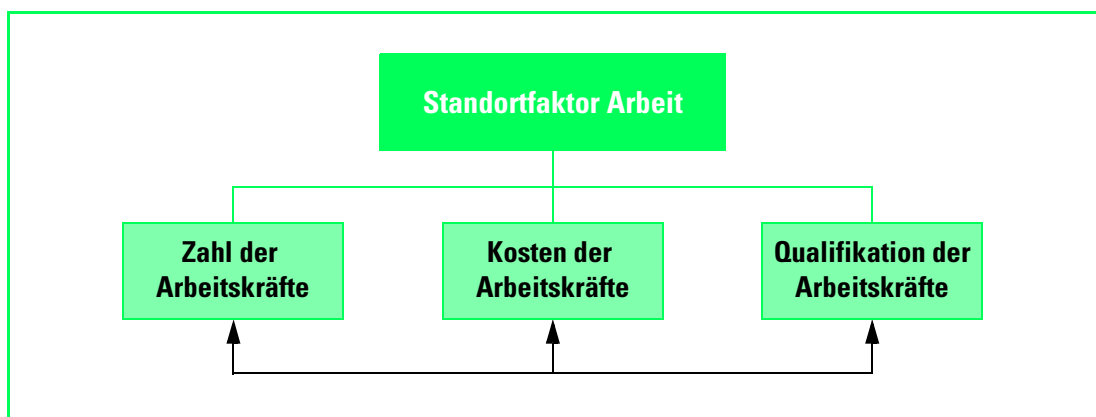 Standortfaktor Arbeit
Zahl der
Arbeitskräfte
Kosten der
Arbeitskräfte
Qualifikation der
Arbeitskräfte